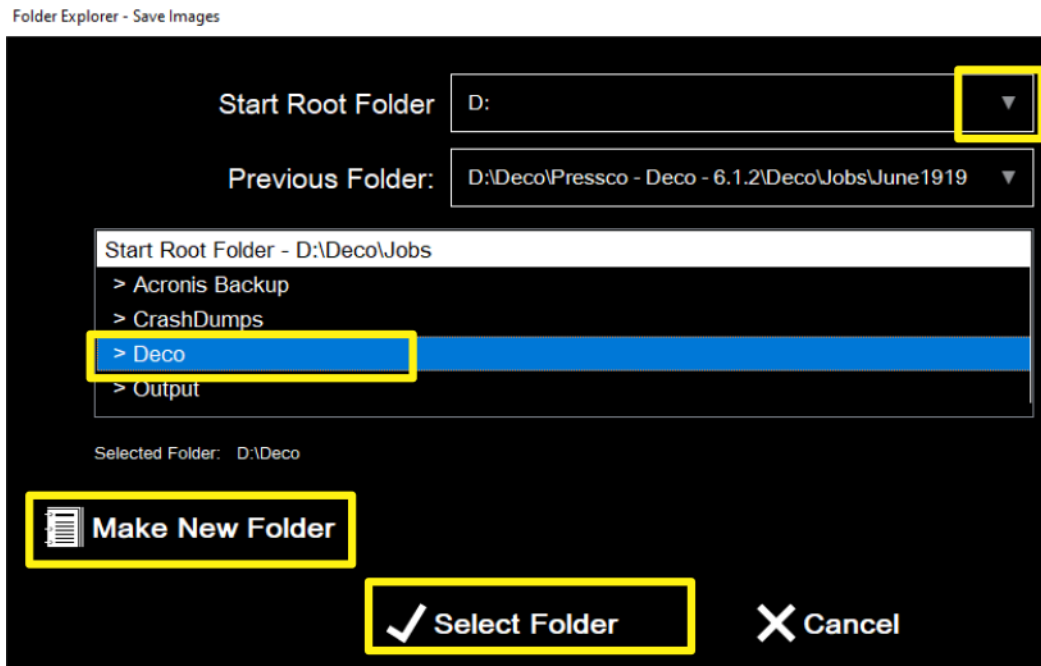 Folder Explorer - Save Images
Start Root Folder D:
Previous Folder: D:\Deco\Pressco - Deco - 6.1.2\Deco\Jobs\June1919
Start Root Folder - D:\Deco\Jobs
> Acronis Backup
> CrashDumps
> Deco
> Output
Selected Folder: D:\Deco
Make New Folder
Select Folder Cancel